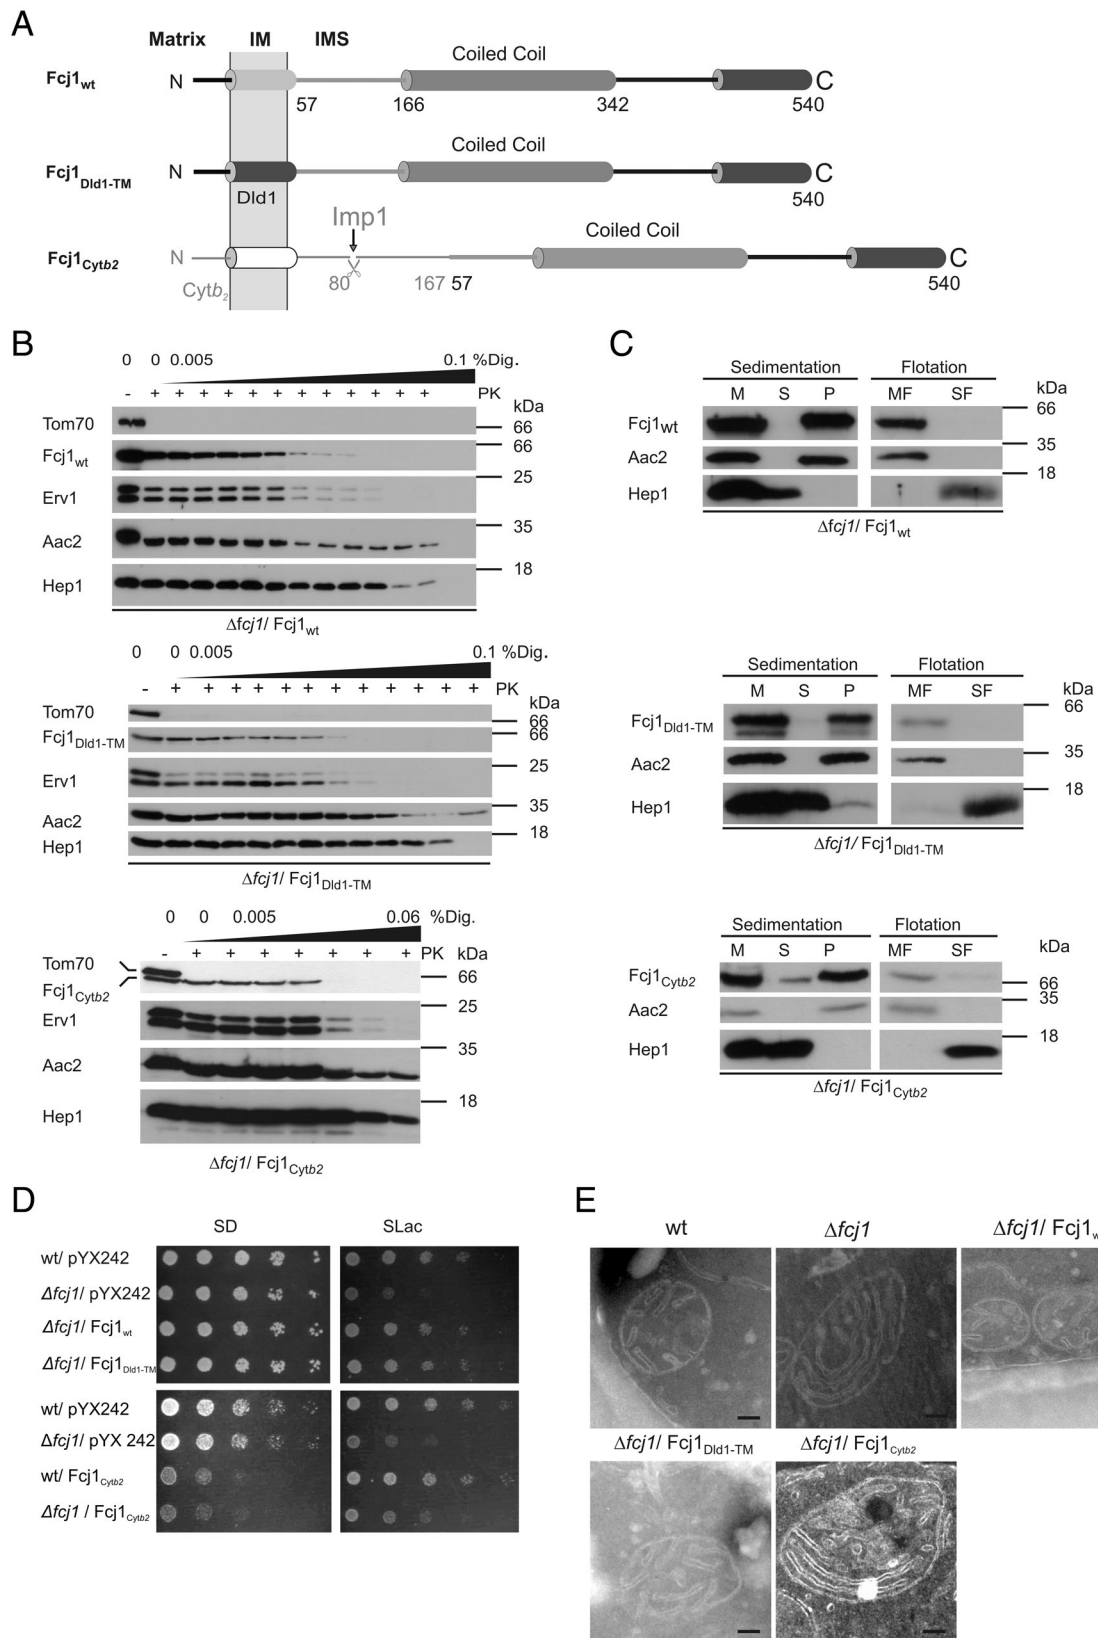 A
Matrix IM IMS
Coiled Coil
Fcj1wt N C
57 166 342 540
Coiled Coil
Fcj1Dld1-TM N C
Dld1 540
Imp1
Coiled Coil
Fcj1Cytb2 N C
Cytb2 80 167 57 540
B
0 0 0.005 0.1 %Dig.
- + + + + + + + + + + + PK
kDa
Tom70 66
Fcj1wt 66
Erv1 25
Aac2 35
Hep1 18
Δfcj1/ Fcj1wt
0 0 0.005 0.1 %Dig.
- + + + + + + + + + + + + PK
kDa
Tom70 66
Fcj1Dld1-TM 66
Erv1 25
Aac2 35
Hep1 18
Δfcj1/ Fcj1Dld1-TM
0 0 0.005 0.06 %Dig.
- + + + + + + + PK kDa
Tom70
Fcj1Cytb2 66
Erv1 25
Aac2 35
Hep1 18
Δfcj1/ Fcj1Cytb2
C
Sedimentation Flotation
M S P MF SF kDa
Fcj1wt 66
Aac2 35
Hep1 18
Δfcj1/ Fcj1wt
Sedimentation Flotation
M S P MF SF kDa
Fcj1Dld1-TM 66
Aac2 35
Hep1 18
Δfcj1/ Fcj1Dld1-TM
Sedimentation Flotation
M S P MF SF kDa
Fcj1Cytb2 66
Aac2 35
Hep1 18
Δfcj1/ Fcj1Cytb2
D
SD SLac
wt/ pYX242
Δfcj1/ pYX242
Δfcj1/ Fcj1wt
Δfcj1/ Fcj1Dld1-TM
wt/ pYX242
Δfcj1/ pYX 242
wt/ Fcj1Cytb2
Δfcj1 / Fcj1Cytb2
E
wt Δfcj1 Δfcj1/ Fcj1w
Δfcj1/ Fcj1Dld1-TM Δfcj1/ Fcj1Cytb2